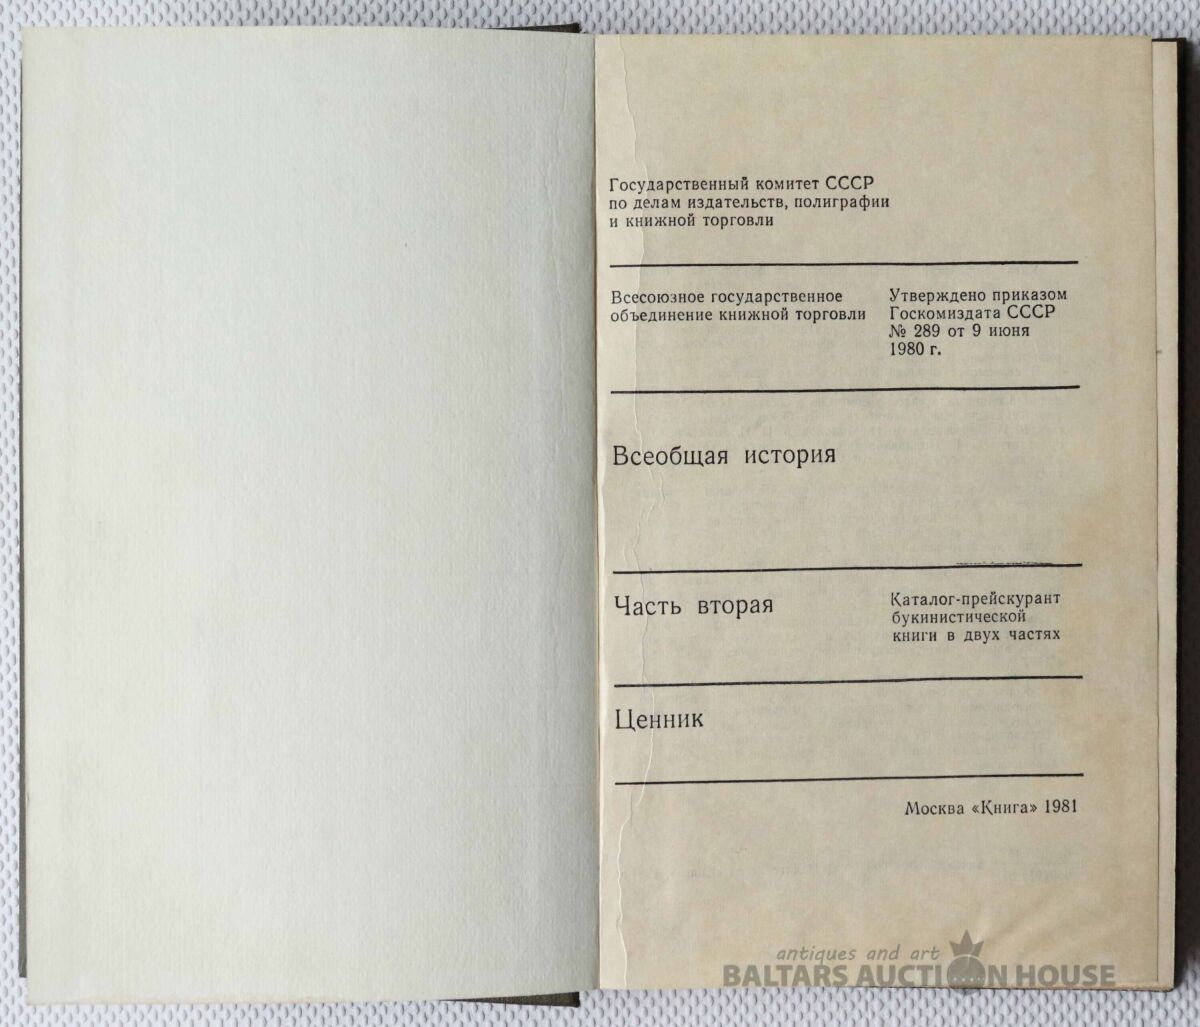 Государственный комитет СССР
по делам издательств, полиграфии
и книжной торговли
Всесоюзное государственное
объединение книжной торговли
Утверждено приказом
Госкомиздата СССР
№ 289 от 9 июня
1980 г.
Всеобщая история
Часть вторая
Каталог-прейскурант
букинистической
книги в двух частях
Ценник
Москва «Книга» 1981
antiques and art
BALTARS AUCTION HOUSE